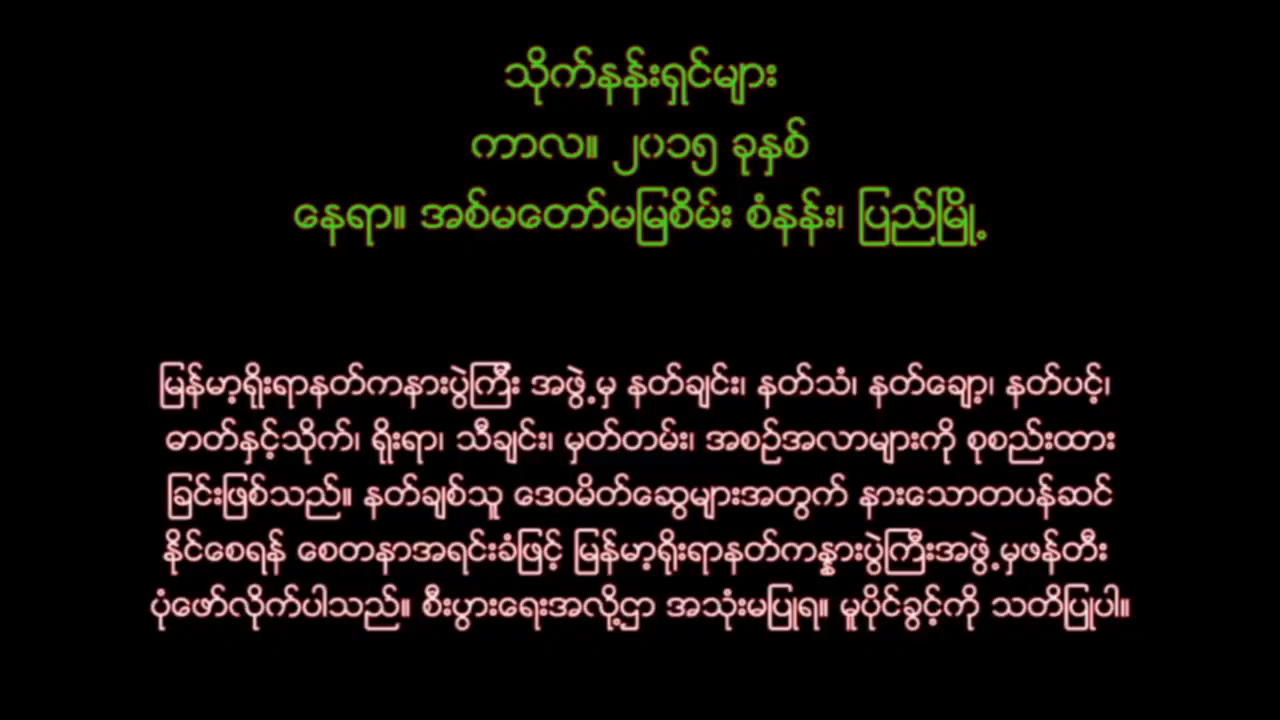 သိုက်နန်းရှင်များ
ကာလ။ ၂၀၁၅ ခုနှစ်
နေရာ။ အစ်မတော်မမြစိမ်း စံနန်း၊ ပြည်မြို့
မြန်မာ့ရိုးရာနတ်ကနားပွဲကြီး အဖွဲ့မှ နတ်ချင်း၊ နတ်သံ၊ နတ်ချော့၊ နတ်ပင့်၊
ဓာတ်နှင့်သိုက်၊ ရိုးရာ၊ သီချင်း၊ မှတ်တမ်း၊ အစဉ်အလာများကို စုစည်းထား
ခြင်းဖြစ်သည်။ နတ်ချစ်သူ ဒေဝမိတ်ဆွေများအတွက် နားသောတပန်ဆင်
နိုင်စေရန် စေတနာအရင်းခံဖြင့် မြန်မာ့ရိုးရာနတ်ကန္နားပွဲကြီးအဖွဲ့မှဖန်တီး
ပုံဖော်လိုက်ပါသည်။ စီးပွားရေးအလို့ဌာ အသုံးမပြုရ။ မူပိုင်ခွင့်ကို သတိပြုပါ။